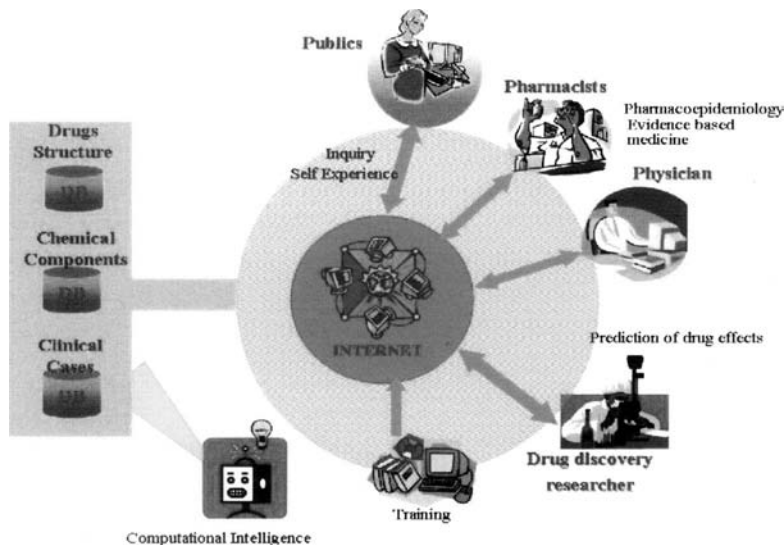 Publics
Pharmacists
Pharmacoepidemiology
Evidence based
medicine
Physician
Drugs
Structure
DB
Chemical
Components
DB
Clinical
Cases
DB
Inquiry
Self Experience
INTERNET
Prediction of drug effects
Drug discovery
researcher
Training
Computational Intelligence